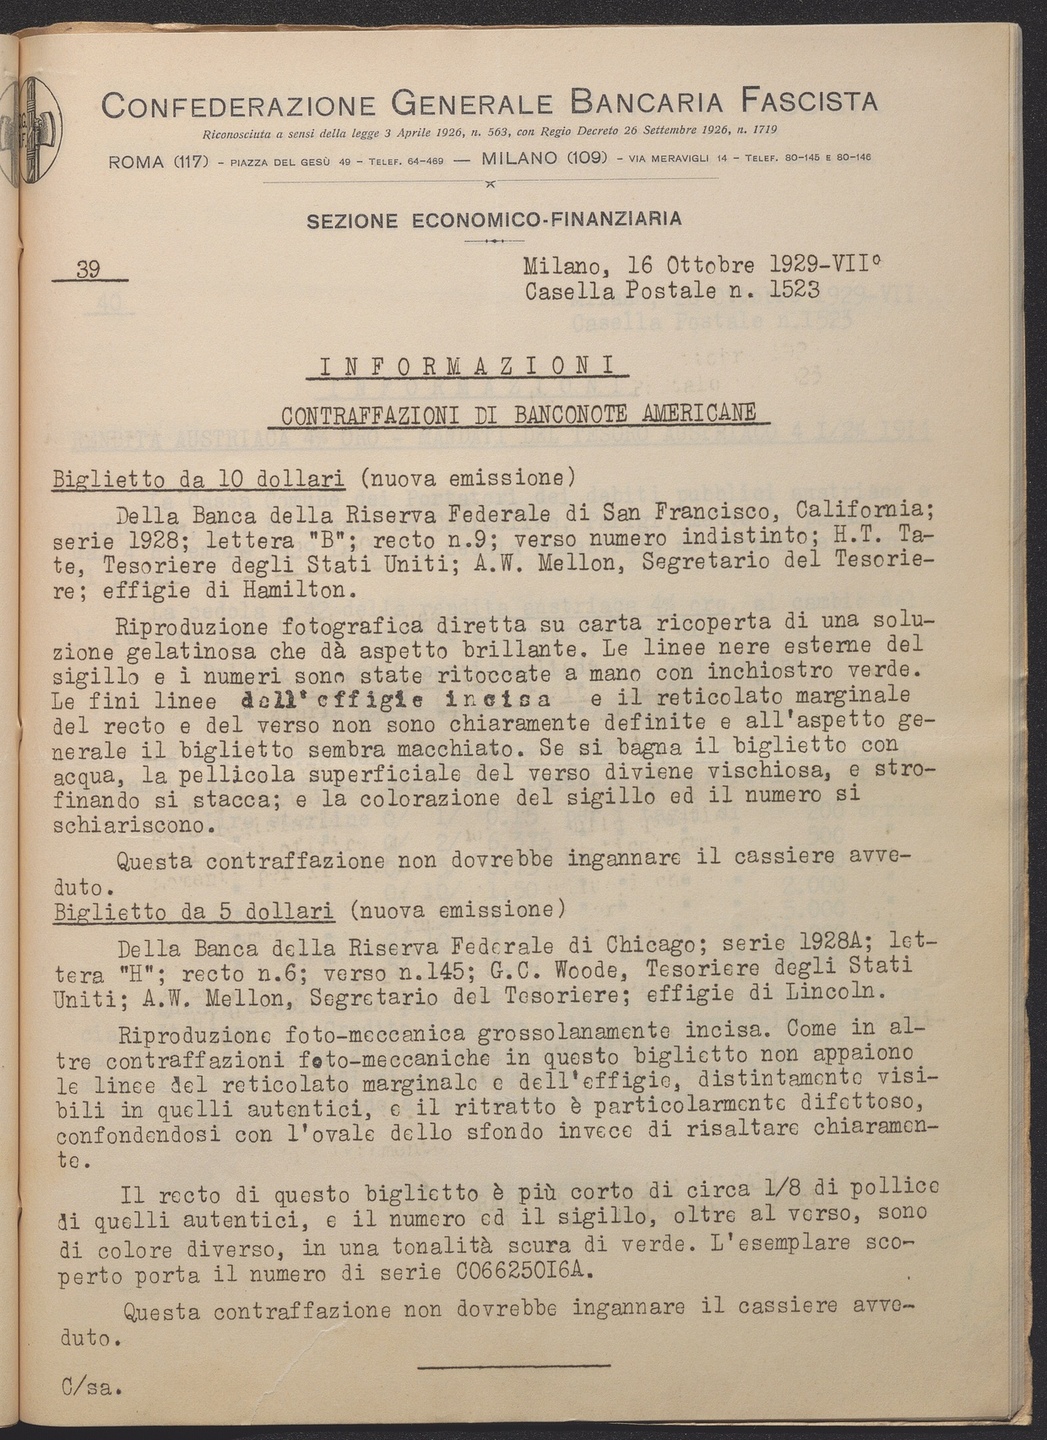 CONFEDERAZIONE GENERALE BANCARIA FASCISTA
Riconosciuta a sensi della legge 3 Aprile 1926, n. 563, con Regio Decreto 26 Settembre 1926, n. 1719
ROMA (117) - PIAZZA DEL GESÙ 49 - TELEF. 64-469 — MILANO (109) - VIA MERAVIGLI 14 - TELEF. 80-145 E 80-146
SEZIONE ECONOMICO-FINANZIARIA
39
Milano, 16 Ottobre 1929-VII°
Casella Postale n. 1523
I N F O R M A Z I O N I
CONTRAFFAZIONI DI BANCONOTE AMERICANE
Biglietto da 10 dollari (nuova emissione)
Della Banca della Riserva Federale di San Francisco, California;
serie 1928; lettera "B"; recto n.9; verso numero indistinto; H.T. Ta-
te, Tesoriere degli Stati Uniti; A.W. Mellon, Segretario del Tesorie-
re; effigie di Hamilton.
Riproduzione fotografica diretta su carta ricoperta di una solu-
zione gelatinosa che dà aspetto brillante. Le linee nere esterne del
sigillo e i numeri sono state ritoccate a mano con inchiostro verde.
Le fini linee dell'effigie incisa e il reticolato marginale
del recto e del verso non sono chiaramente definite e all'aspetto ge-
nerale il biglietto sembra macchiato. Se si bagna il biglietto con
acqua, la pellicola superficiale del verso diviene vischiosa, e stro-
finando si stacca; e la colorazione del sigillo ed il numero si
schiariscono.
Questa contraffazione non dovrebbe ingannare il cassiere avve-
duto.
Biglietto da 5 dollari (nuova emissione)
Della Banca della Riserva Federale di Chicago; serie 1928A; let-
tera "H"; recto n.6; verso n.145; G.C. Woode, Tesoriere degli Stati
Uniti; A.W. Mellon, Segretario del Tesoriere; effigie di Lincoln.
Riproduzione foto-meccanica grossolanamente incisa. Come in al-
tre contraffazioni foto-meccaniche in questo biglietto non appaiono
le linee del reticolato marginale e dell'effigie, distintamente visi-
bili in quelli autentici, e il ritratto è particolarmente difettoso,
confondendosi con l'ovale dello sfondo invece di risaltare chiaramen-
te.
Il recto di questo biglietto è più corto di circa 1/8 di pollice
di quelli autentici, e il numero ed il sigillo, oltre al verso, sono
di colore diverso, in una tonalità scura di verde. L'esemplare sco-
perto porta il numero di serie C066250I6A.
Questa contraffazione non dovrebbe ingannare il cassiere avve-
duto.
C/sa.